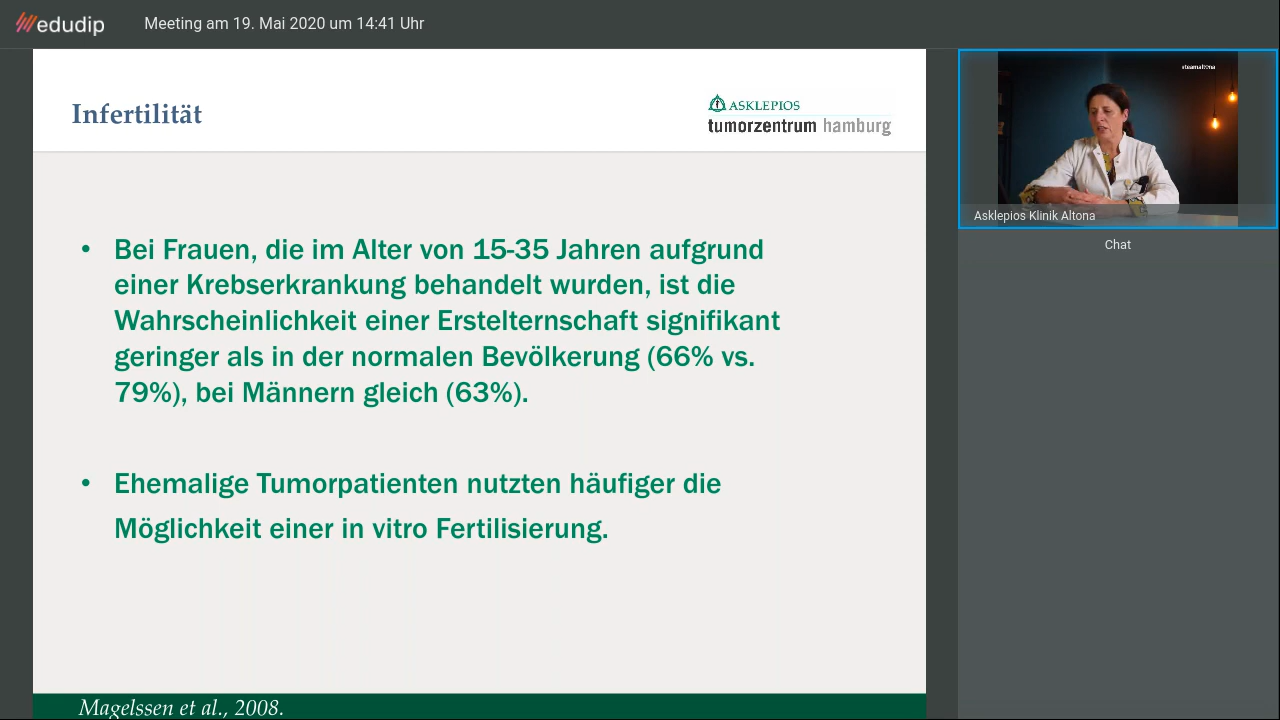 edudip
Meeting am 19. Mai 2020 um 14:41 Uhr
Infertilität
ASKLEPIOS
tumorzentrum hamburg
• Bei Frauen, die im Alter von 15-35 Jahren aufgrund
einer Krebserkrankung behandelt wurden, ist die
Wahrscheinlichkeit einer Erstelternschaft signifikant
geringer als in der normalen Bevölkerung (66% vs.
79%), bei Männern gleich (63%).
• Ehemalige Tumorpatienten nutzten häufiger die
Möglichkeit einer in vitro Fertilisierung.
Magelssen et al., 2008.
#teamaltona
Asklepios Klinik Altona
Chat